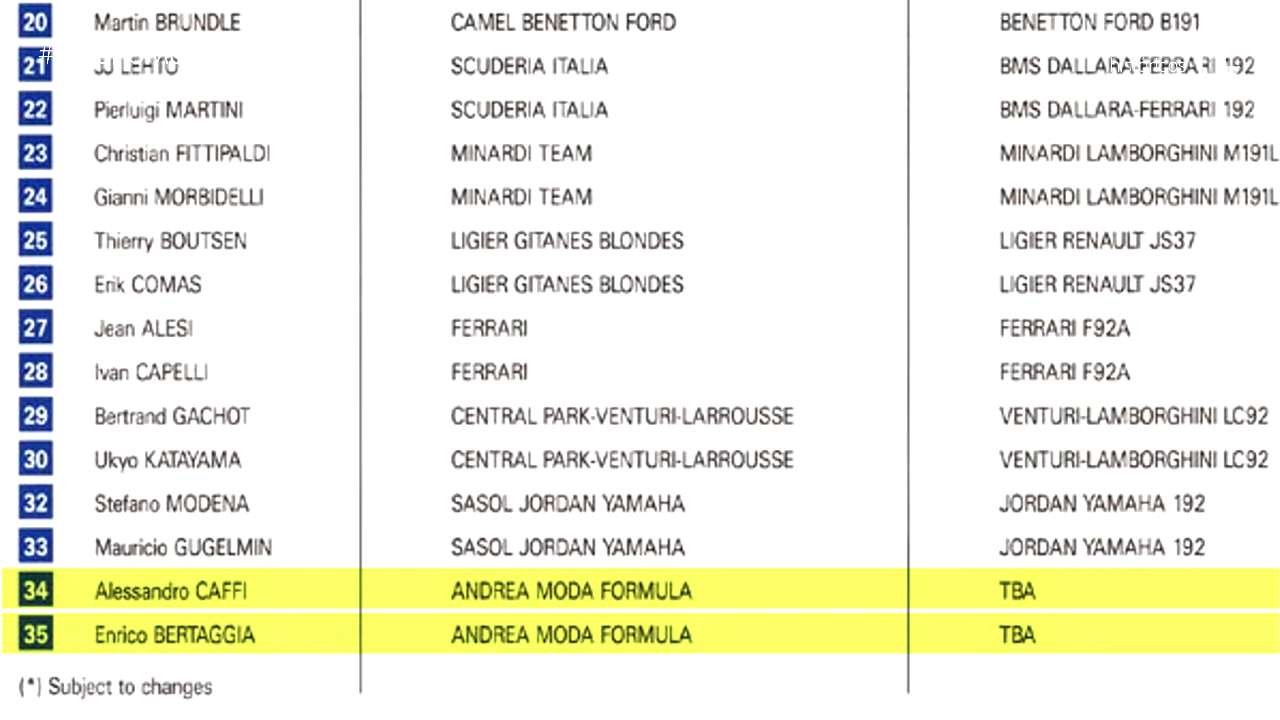 20 Martin BRUNDLE CAMEL BENETTON FORD BENETTON FORD B191
21 JJ LEHTO SCUDERIA ITALIA BMS DALLARA-FERRARI 192
22 Pierluigi MARTINI SCUDERIA ITALIA BMS DALLARA-FERRARI 192
23 Christian FITTIPALDI MINARDI TEAM MINARDI LAMBORGHINI M191L
24 Gianni MORBIDELLI MINARDI TEAM MINARDI LAMBORGHINI M191L
25 Thierry BOUTSEN LIGIER GITANES BLONDES LIGIER RENAULT JS37
26 Erik COMAS LIGIER GITANES BLONDES LIGIER RENAULT JS37
27 Jean ALESI FERRARI FERRARI F92A
28 Ivan CAPELLI FERRARI FERRARI F92A
29 Bertrand GACHOT CENTRAL PARK-VENTURI-LARROUSSE VENTURI-LAMBORGHINI LC92
30 Ukyo KATAYAMA CENTRAL PARK-VENTURI-LARROUSSE VENTURI-LAMBORGHINI LC92
32 Stefano MODENA SASOL JORDAN YAMAHA JORDAN YAMAHA 192
33 Mauricio GUGELMIN SASOL JORDAN YAMAHA JORDAN YAMAHA 192
34 Alessandro CAFFI ANDREA MODA FORMULA TBA
35 Enrico BERTAGGIA ANDREA MODA FORMULA TBA
(*) Subject to changes